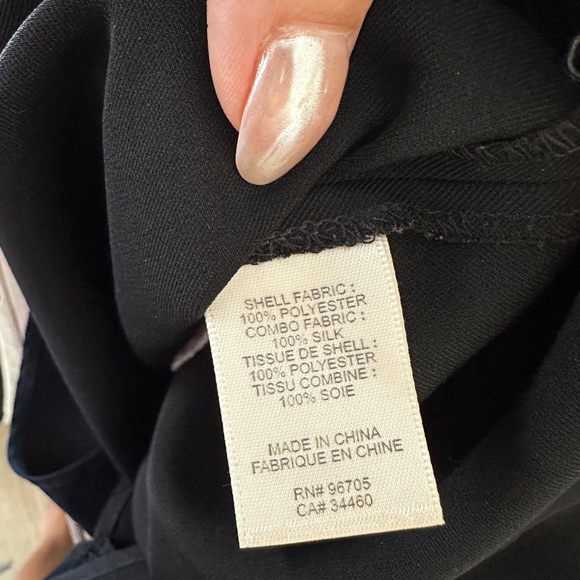 SHELL FABRIC :
100% POLYESTER
COMBO FABRIC :
100% SILK
TISSUE DE SHELL :
100% POLYESTER
TISSU COMBINE :
100% SOIE
MADE IN CHINA
FABRIQUE EN CHINE
RN# 96705
CA# 34460